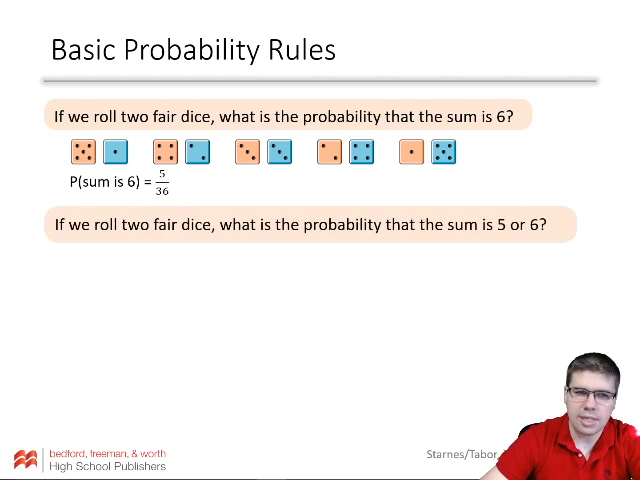 Basic Probability Rules
If we roll two fair dice, what is the probability that the sum is 6?
P(sum is 6) = 5/36
If we roll two fair dice, what is the probability that the sum is 5 or 6?
bedford, freeman, & worth
High School Publishers
Starnes/Tabor,